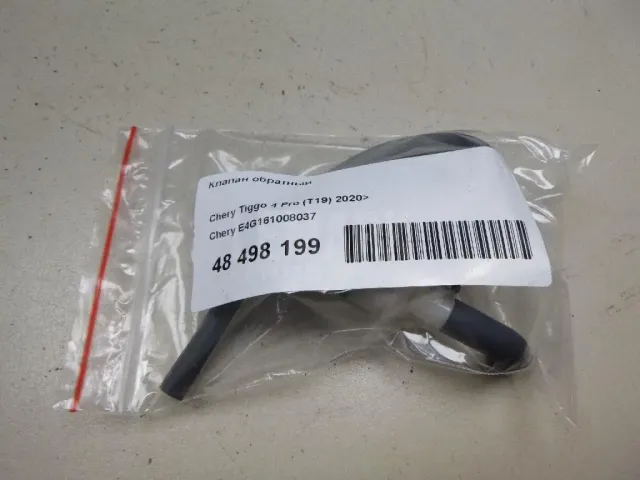 Клапан обратный
Chery Tiggo 4 Pro (T19) 2020>
Chery E4G161008037
48 498 199